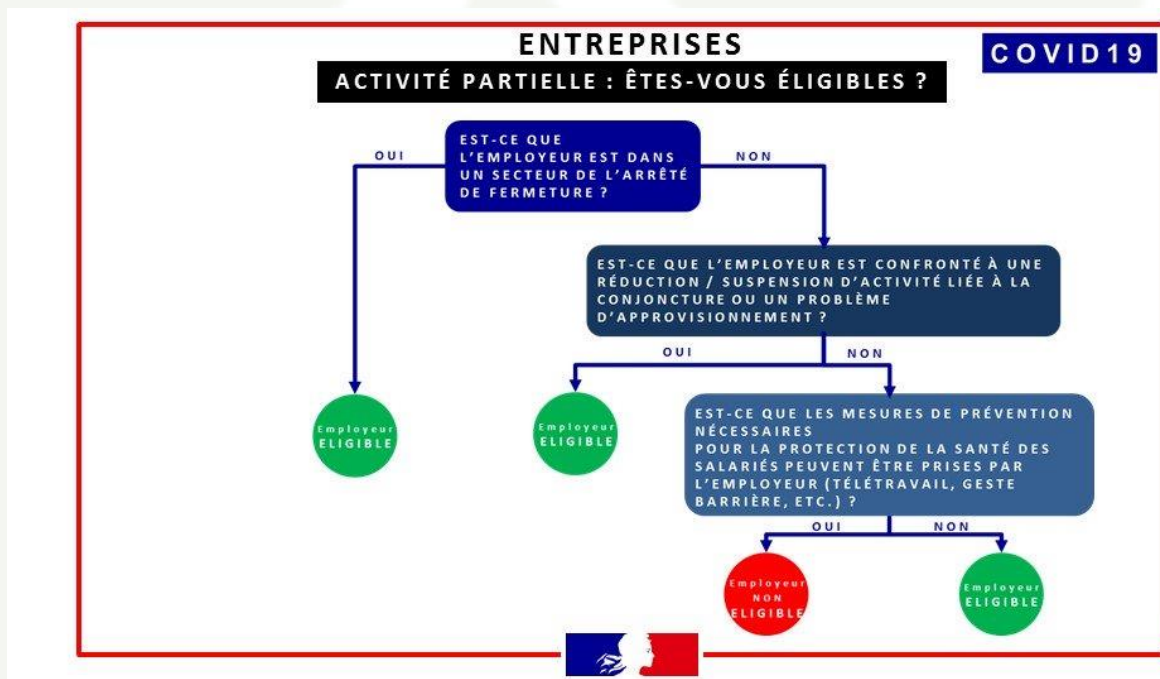 ENTREPRISES
COVID19
ACTIVITÉ PARTIELLE : ÊTES-VOUS ÉLIGIBLES ?
EST-CE QUE
L'EMPLOYEUR EST DANS
UN SECTEUR DE L'ARRÊTÉ
DE FERMETURE ?
OUI
NON
EST-CE QUE L'EMPLOYEUR EST CONFRONTÉ À UNE
RÉDUCTION / SUSPENSION D'ACTIVITÉ LIÉE À LA
CONJONCTURE OU UN PROBLÈME
D'APPROVISIONNEMENT ?
OUI
NON
Employeur
ELIGIBLE
Employeur
ELIGIBLE
EST-CE QUE LES MESURES DE PRÉVENTION
NÉCESSAIRES
POUR LA PROTECTION DE LA SANTÉ DES
SALARIÉS PEUVENT ÊTRE PRISES PAR
L'EMPLOYEUR (TÉLÉTRAVAIL, GESTE
BARRIÈRE, ETC.) ?
OUI
NON
Employeur
NON
ELIGIBLE
Employeur
ELIGIBLE